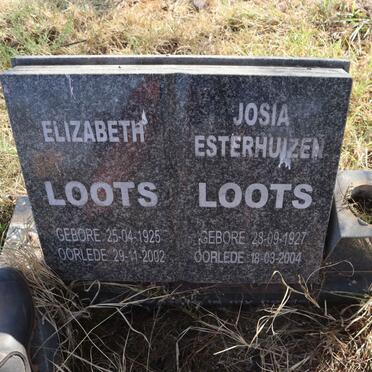 ELIZABETH
LOOTS
GEBORE 25-04-1925
OORLEDE 29-11-2002
JOSIA
ESTERHUIZEN
LOOTS
GEBORE 28-09-1927
OORLEDE 18-03-2004